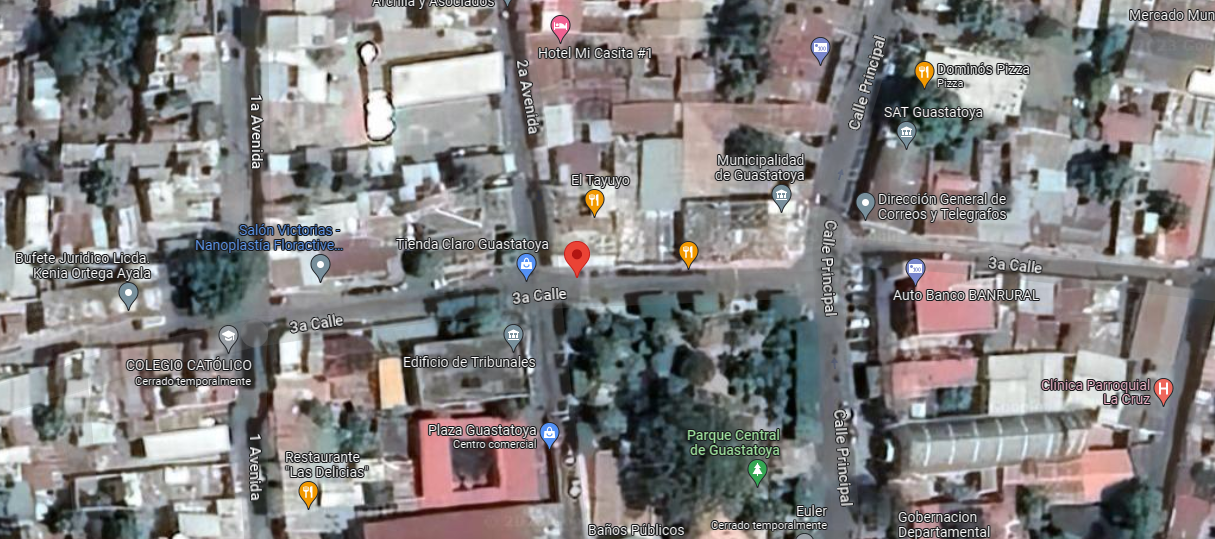 Archila y Asociados
Mercado Mun
Hotel Mi Casita #1
2a Avenida
Calle Principal
Dominós Pizza
Pizza
1a Avenida
SAT Guastatoya
Municipalidad
de Guastatoya
El Tayuyo
Dirección General de
Correos y Telegrafos
Calle Principal
Salón Victorias -
Nanoplastia Floractive...
Tienda Claro Guastatoya
Bufete Juridico Licda.
Kenia Ortega Ayala
3a Calle
3a Calle
Auto Banco BANRURAL
3a Calle
COLEGIO CATÓLICO
Cerrado temporalmente
Edificio de Tribunales
Clínica Parroquial
La Cruz
Plaza Guastatoya
Centro comercial
Parque Central
de Guastatoya
Calle Principal
1 Avenida
Restaurante
"Las Delicias"
Euler
Cerrado temporalmente
Baños Públicos
Gobernacion
Departamental